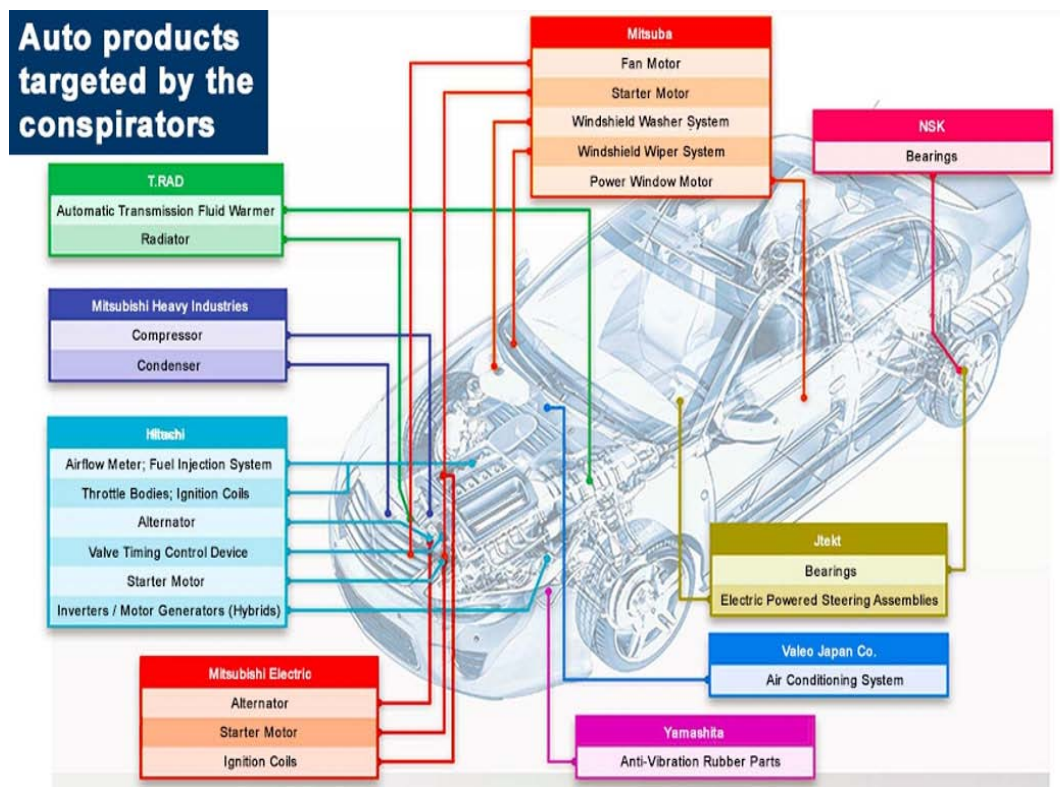 Auto products
targeted by the
conspirators
Mitsuba
Fan Motor
Starter Motor
Windshield Washer System
Windshield Wiper System
Power Window Motor
NSK
Bearings
T.RAD
Automatic Transmission Fluid Warmer
Radiator
Mitsubishi Heavy Industries
Compressor
Condenser
Hitachi
Airflow Meter; Fuel Injection System
Throttle Bodies; Ignition Coils
Alternator
Valve Timing Control Device
Starter Motor
Inverters / Motor Generators (Hybrids)
Jtekt
Bearings
Electric Powered Steering Assemblies
Valeo Japan Co.
Air Conditioning System
Mitsubishi Electric
Alternator
Starter Motor
Ignition Coils
Yamashita
Anti-Vibration Rubber Parts